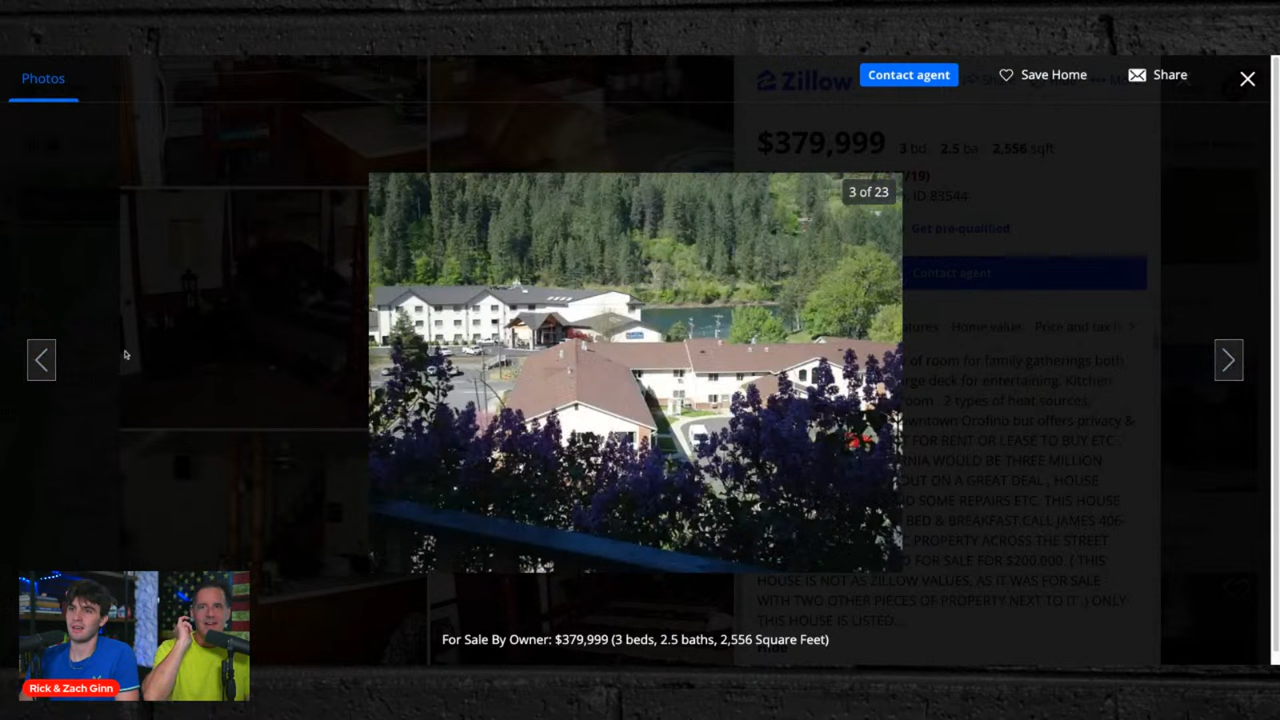 Photos
Contact agent
Save Home
Share
Zillow
$379,999 3 bd 2.5 ba 2,556 sqft
/19)
, ID 83544
Get pre-qualified
Contact agent
Home value Price and tax h
3 of 23
of room for family gatherings both
rge deck for entertaining. Kitchen
room . 2 types of heat sources.
wntown Orofino but offers privacy &
FOR RENT OR LEASE TO BUY ETC
WOULD BE THREE MILLION
OUT ON A GREAT DEAL , HOUSE
SOME REPAIRS ETC. THIS HOUSE
BED & BREAKFAST.CALL JAMES 406-
PROPERTY ACROSS THE STREET
FOR SALE FOR $200.000. ( THIS
HOUSE IS NOT AS ZILLOW VALUES, AS IT WAS FOR SALE
WITH TWO OTHER PIECES OF PROPERTY NEXT TO IT .) ONLY
THIS HOUSE IS LISTED...
Hide
For Sale By Owner: $379,999 (3 beds, 2.5 baths, 2,556 Square Feet)
Rick & Zach Ginn